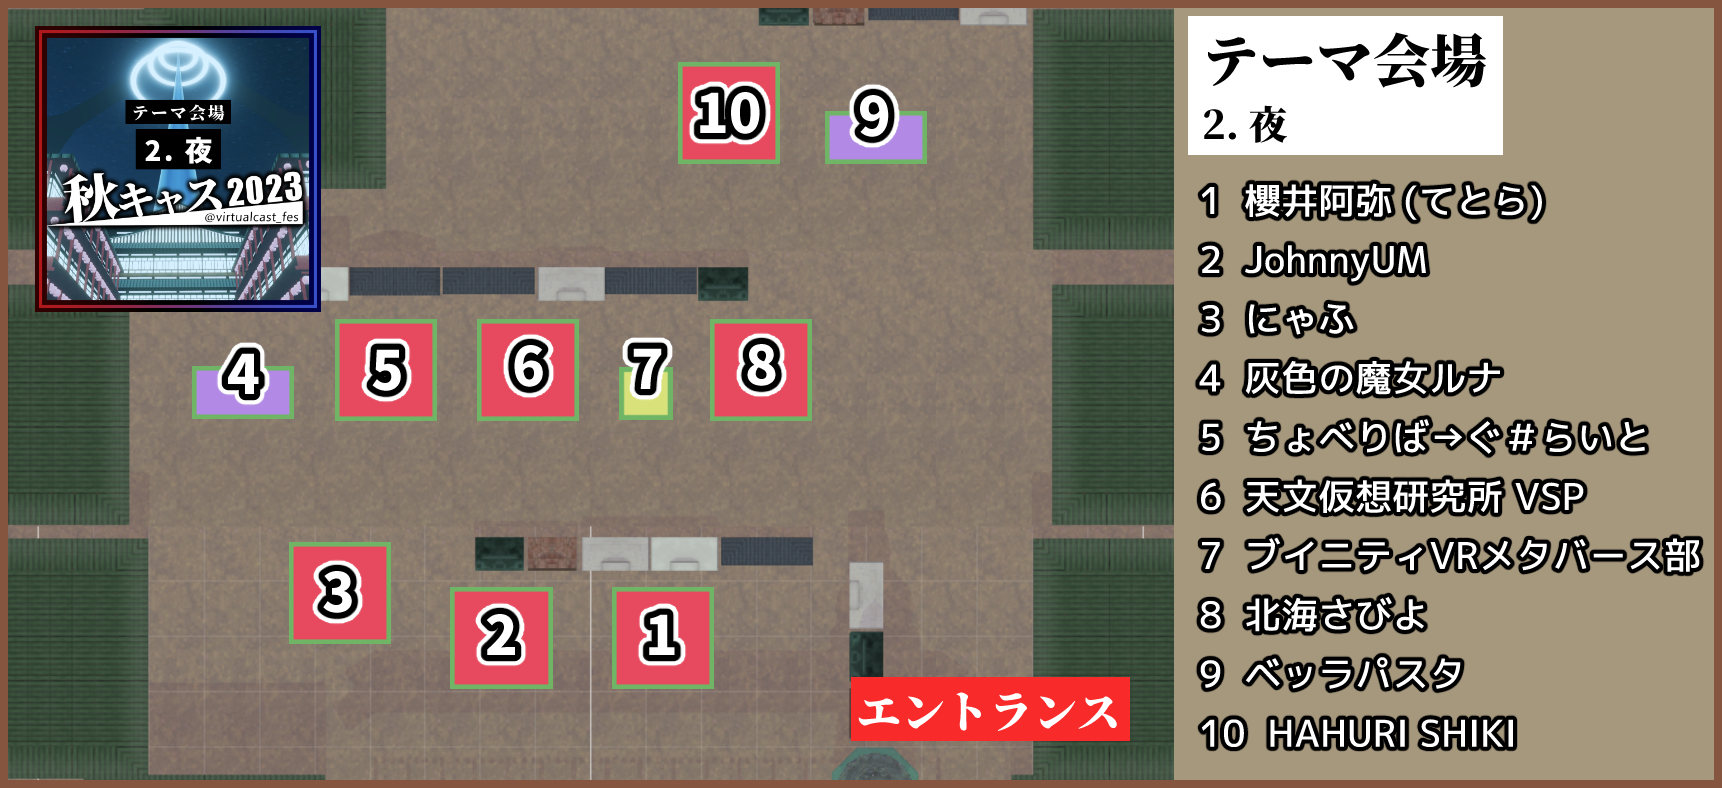 テーマ会場
2. 夜
秋キャス2023
@virtualcast_fes
10
9
4
5
6
7
8
3
2
1
エントランス
テーマ会場
2. 夜
1 櫻井阿弥 (てとら)
2 JohnnyUM
3 にゃふ
4 灰色の魔女ルナ
5 ちょべりば→ぐ#らいと
6 天文仮想研究所 VSP
7 ブイニティVRメタバース部
8 北海さびよ
9 ベッラパスタ
10 HAHURI SHIKI